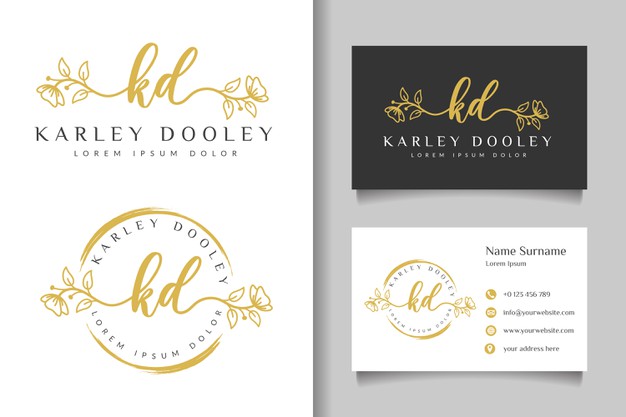 kd
KARLEY DOOLEY
LOREM IPSUM DOLOR
KARLEY DOOLEY
kd
LOREM IPSUM DOLOR
kd
KARLEY DOOLEY
LOREM IPSUM DOLOR
KARLEY DOOLEY
kd
LOREM IPSUM DOLOR
Name Surname
Lorem Ipsum
+0 123 456 789
info@yourwebsite.com
www.yourwebsite.com
your address here